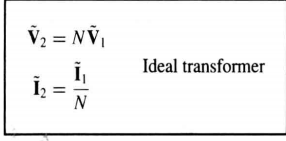 Ṽ₂ = NṼ₁
Ĩ₂ = Ĩ₁/N
Ideal transformer